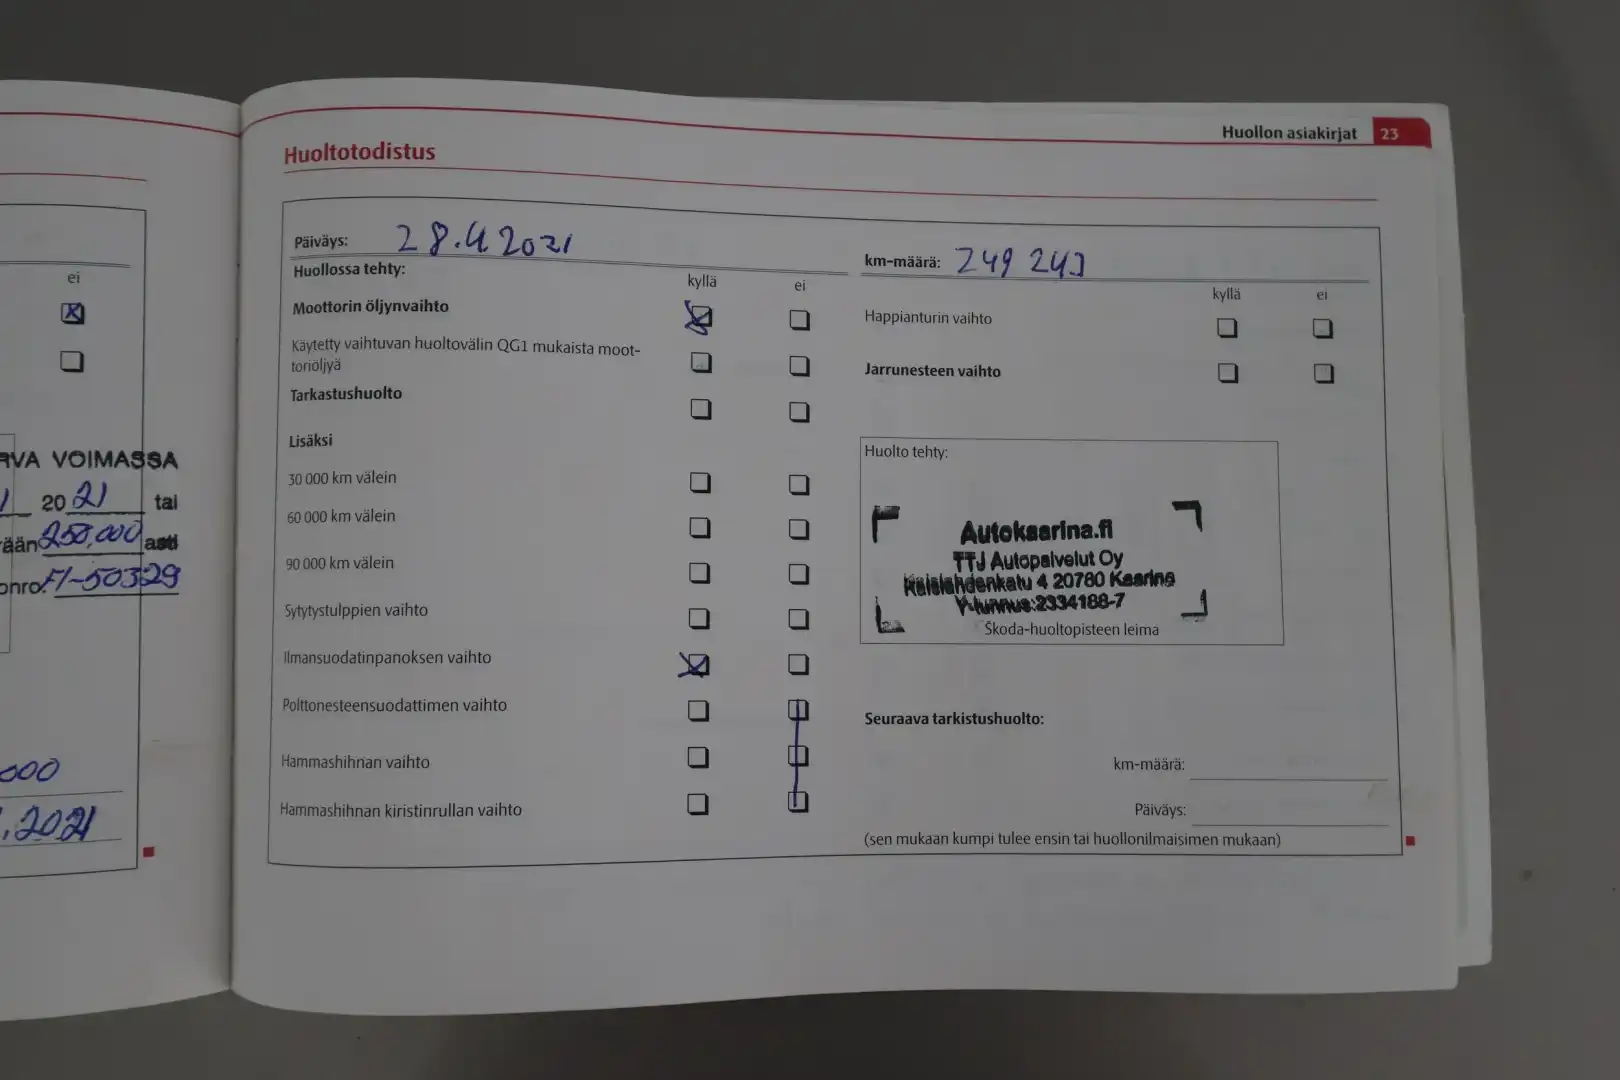 ei
RVA VOIMASSA
20 21 tai
ään 250.000 asti
onro. FI-50329
000
.2021
Huollon asiakirjat 23
Huoltotodistus
Päiväys: 28.4.2021
Huollossa tehty:
kyllä ei
Moottorin öljynvaihto
Käytetty vaihtuvan huoltovälin QG1 mukaista moot-
toriöljyä
Tarkastushuolto
Lisäksi
30 000 km välein
60 000 km välein
90 000 km välein
Sytytystulppien vaihto
Ilmansuodatinpanoksen vaihto
Polttonesteensuodattimen vaihto
Hammashihnan vaihto
Hammashihnan kiristinrullan vaihto
km-määrä: 249 243
kyllä ei
Happianturin vaihto
Jarrunesteen vaihto
Huolto tehty:
Autokaarina.fi
TTJ Autopalvelut Oy
4 20780 Kaarina
Y-tunnus:2334188-7
Škoda-huoltopisteen leima
Seuraava tarkistushuolto:
km-määrä:
Päiväys:
(sen mukaan kumpi tulee ensin tai huollonilmaisimen mukaan)